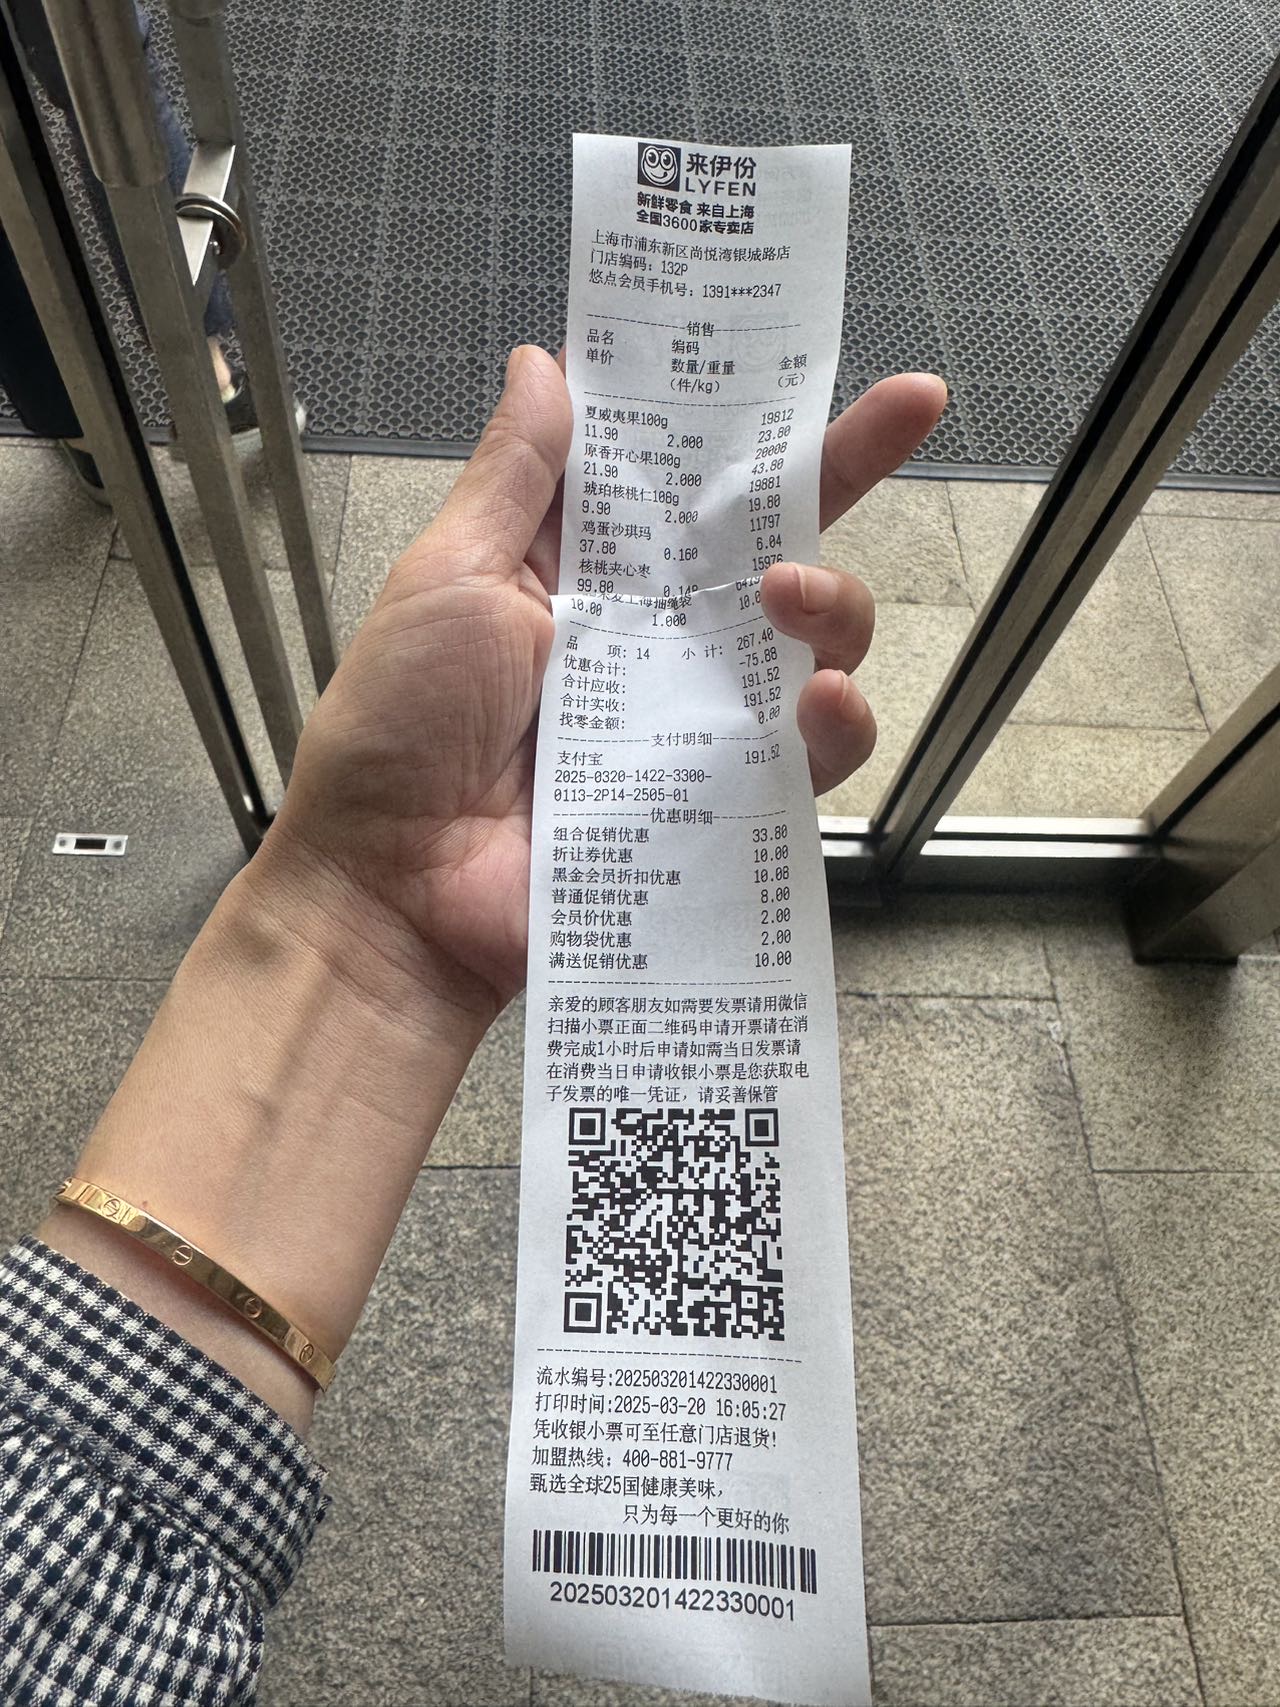 来伊份
LYFEN
新鲜零食 来自上海
全国3600家专卖店
上海市浦东新区尚悦湾银城路店
门店编码：132P
悠点会员手机号：1391***2347
销售
品名 编码
单价 数量/重量 金额
(件/kg) (元)
夏威夷果100g 19812
11.90 2.000 23.80
原香开心果100g 20008
21.90 2.000 43.80
琥珀核桃仁108g 19881
9.90 2.000 19.80
鸡蛋沙琪玛 11797
37.80 0.160 6.04
核桃夹心枣 15976
99.80
上海抽绳袋
10.00 1.000
品 项: 14 小 计: 267.40
优惠合计: -75.88
合计应收: 191.52
合计实收: 191.52
找零金额: 0.00
支付明细
支付宝 191.52
2025-0320-1422-3300-
0113-2P14-2505-01
优惠明细
组合促销优惠 33.80
折让券优惠 10.00
黑金会员折扣优惠 10.08
普通促销优惠 8.00
会员价优惠 2.00
购物袋优惠 2.00
满送促销优惠 10.00
亲爱的顾客朋友如需要发票请用微信
扫描小票正面二维码申请开票请在消
费完成1小时后申请如需当日发票请
在消费当日申请收银小票是您获取电
子发票的唯一凭证，请妥善保管
流水编号:202503201422330001
打印时间:2025-03-20 16:05:27
凭收银小票可至任意门店退货!
加盟热线：400-881-9777
甄选全球25国健康美味，
只为每一个更好的你
202503201422330001